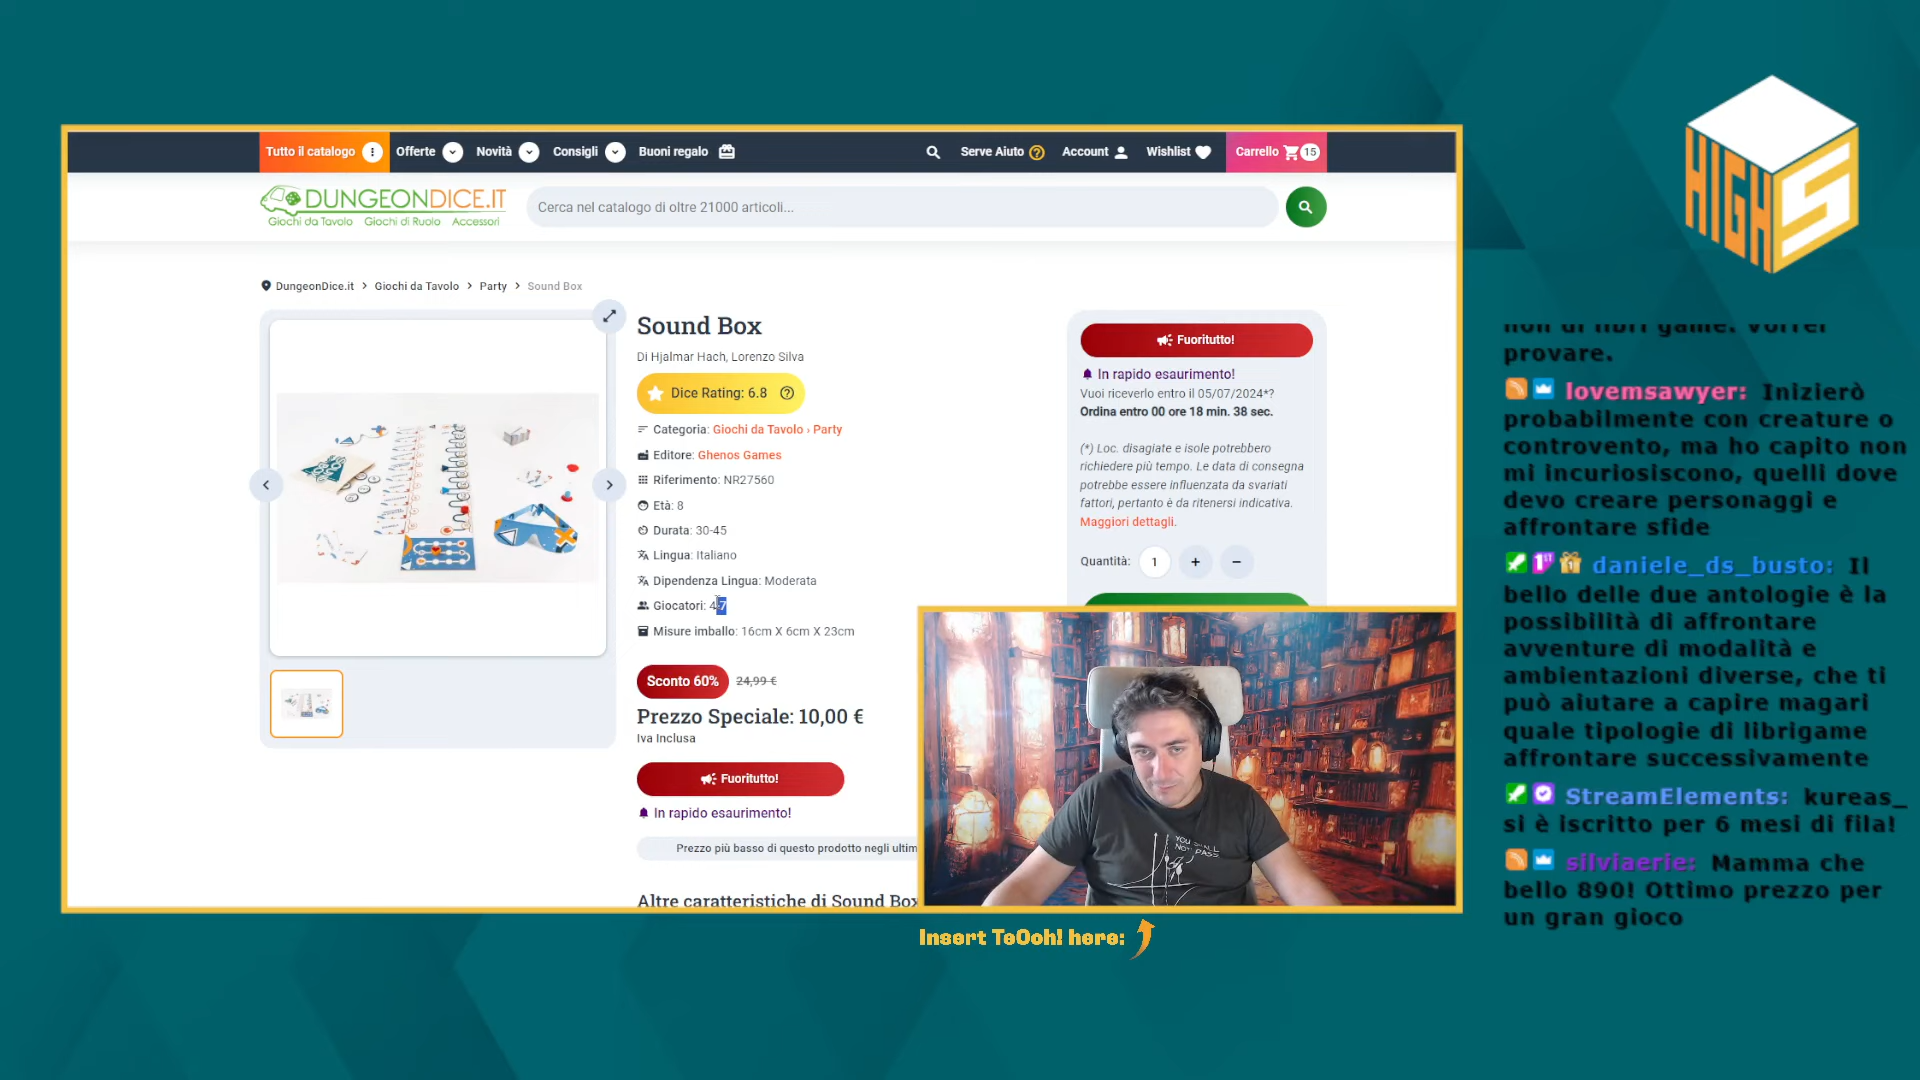 Tutto il catalogo
Offerte
Novità
Consigli
Buoni regalo
Serve Aiuto
Account
Wishlist
Carrello 15
DUNGEONDICE.IT
Giochi da Tavolo Giochi di Ruolo Accessori
Cerca nel catalogo di oltre 21000 articoli...
DungeonDice.it > Giochi da Tavolo > Party > Sound Box
Sound Box
Di Hjalmar Hach, Lorenzo Silva
Dice Rating: 6.8
Categoria: Giochi da Tavolo › Party
Editore: Ghenos Games
Riferimento: NR27560
Età: 8
Durata: 30-45
Lingua: Italiano
Dipendenza Lingua: Moderata
Giocatori: 4-7
Misure imballo: 16cm X 6cm X 23cm
Sconto 60% 24,99 €
Prezzo Speciale: 10,00 €
Iva Inclusa
Fuoritutto!
In rapido esaurimento!
Prezzo più basso di questo prodotto negli ultim
Altre caratteristiche di Sound Box
Fuoritutto!
In rapido esaurimento!
Vuoi riceverlo entro il 05/07/2024*?
Ordina entro 00 ore 18 min. 38 sec.
(*) Loc. disagiate e isole potrebbero
richiedere più tempo. Le data di consegna
potrebbe essere influenzata da svariati
fattori, pertanto è da ritenersi indicativa.
Maggiori dettagli.
Quantità: 1 + −
YOU SHALL
NOT PASS
Insert TeOoh! here:
HIGH5
non di libri game. Vorrei
provare.
lovemsawyer: Inizierò
probabilmente con creature o
controvento, ma ho capito non
mi incuriosiscono, quelli dove
devo creare personaggi e
affrontare sfide
daniele_ds_busto: Il
bello delle due antologie è la
possibilità di affrontare
avventure di modalità e
ambientazioni diverse, che ti
può aiutare a capire magari
quale tipologie di librigame
affrontare successivamente
StreamElements: kureas_
si è iscritto per 6 mesi di fila!
silviaerie: Mamma che
bello 890! Ottimo prezzo per
un gran gioco